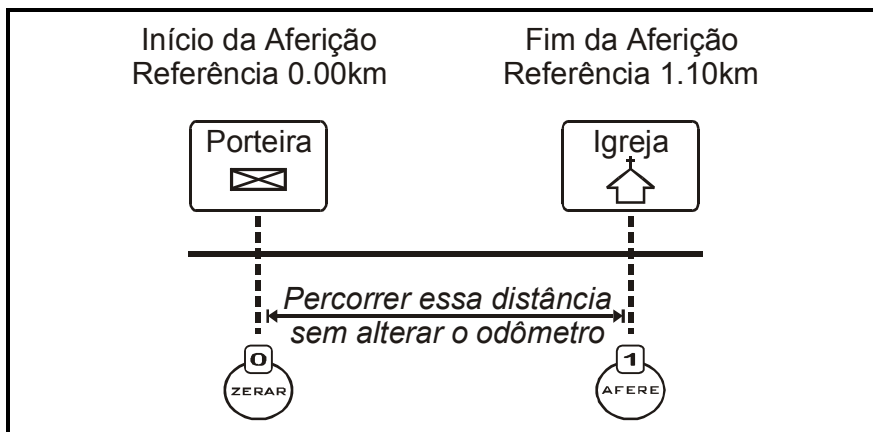 Início da Aferição
Referência 0.00km
Fim da Aferição
Referência 1.10km
Porteira
Igreja
Percorrer essa distância
sem alterar o odômetro
0
ZERAR
1
AFERE